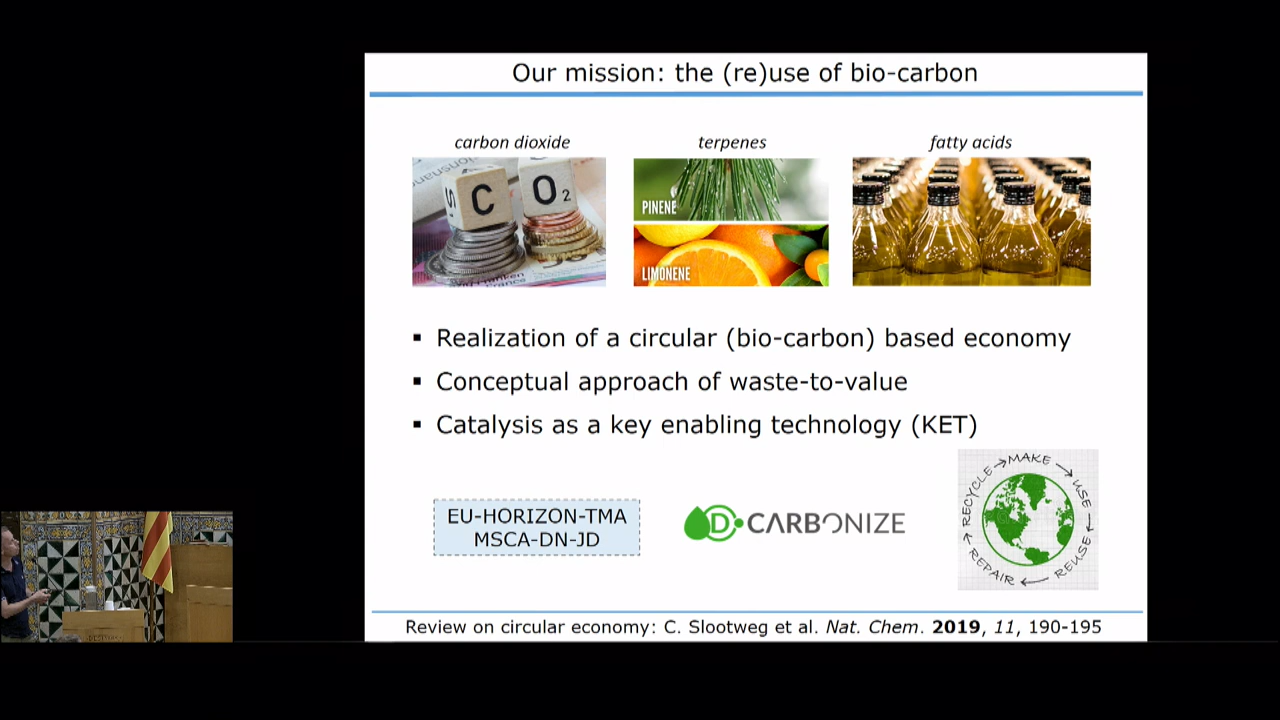 Our mission: the (re)use of bio-carbon
carbon dioxide
terpenes
fatty acids
C
O2
PINENE
LIMONENE
▪ Realization of a circular (bio-carbon) based economy
▪ Conceptual approach of waste-to-value
▪ Catalysis as a key enabling technology (KET)
EU-HORIZON-TMA
MSCA-DN-JD
D-CARBONIZE
RECYCLE → MAKE → USE → REUSE → REPAIR →
Review on circular economy: C. Slootweg et al. Nat. Chem. 2019, 11, 190-195